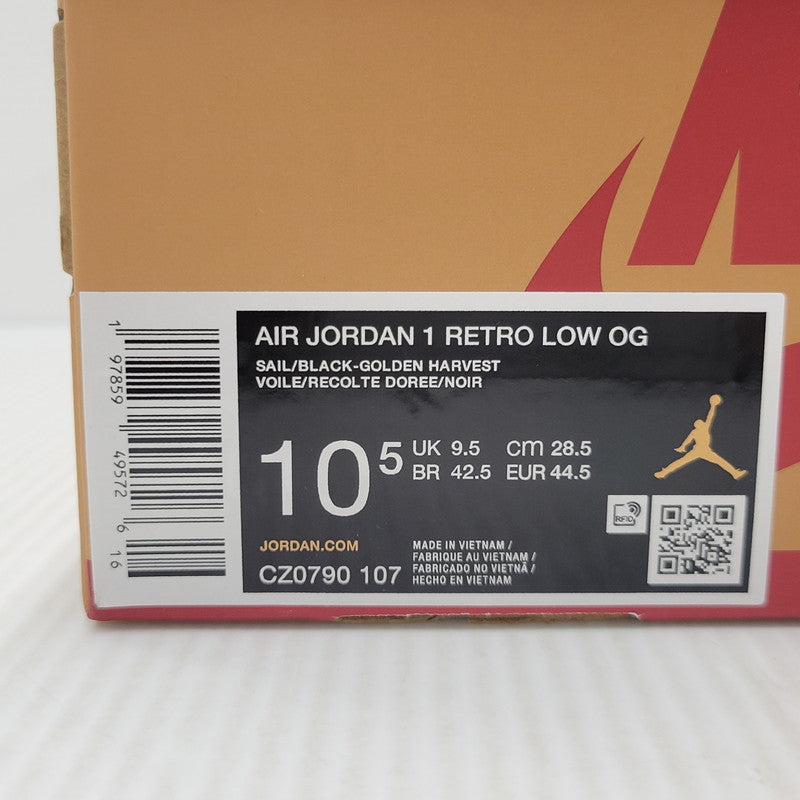 AIR JORDAN 1 RETRO LOW OG
SAIL/BLACK-GOLDEN HARVEST
VOILE/RECOLTE DOREE/NOIR
10 5
UK 9.5 cm 28.5
BR 42.5 EUR 44.5
JORDAN.COM
CZ0790 107
MADE IN VIETNAM /
FABRIQUE AU VIETNAM /
FABRICADO NO VIETNÃ /
HECHO EN VIETNAM
RFID
1 97859 49572 6 16